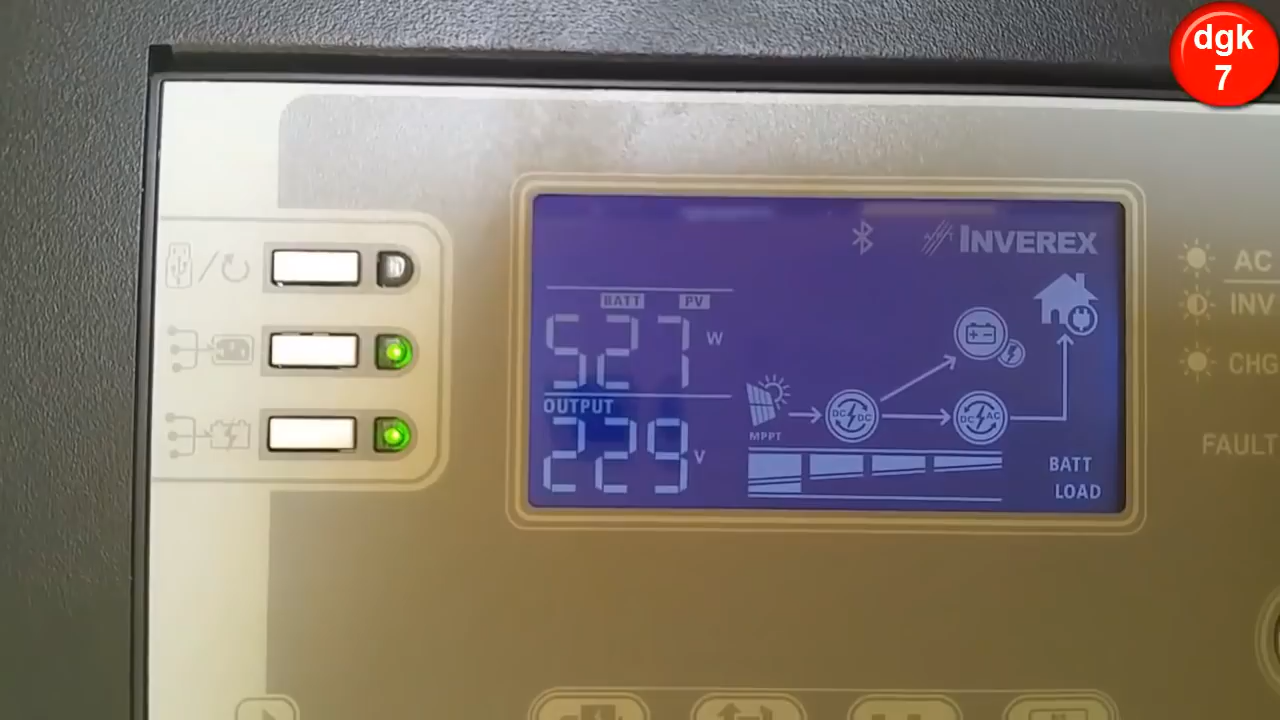 dgk
7
INVEREX
BATT PV
527 W
OUTPUT
229 V
DC DC
DC AC
MPPT
BATT
LOAD
AC
INV
CHG
FAULT